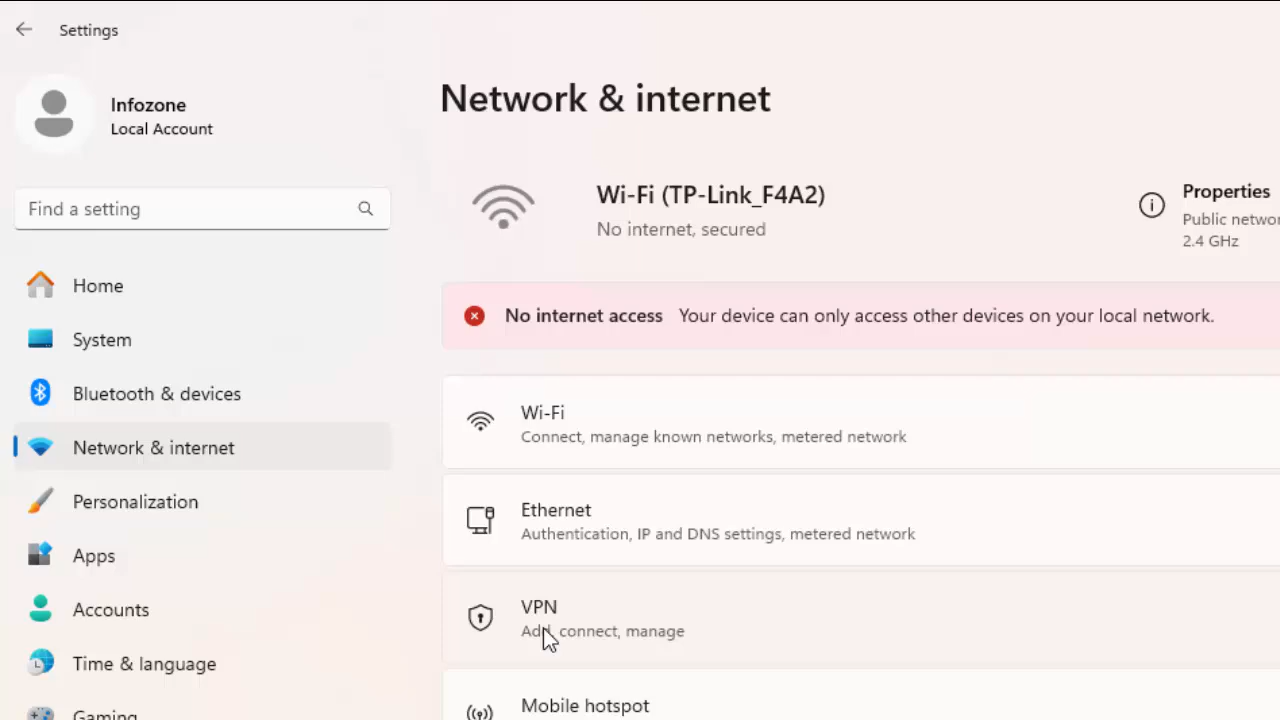 Settings
Infozone
Local Account
Find a setting
Home
System
Bluetooth & devices
Network & internet
Personalization
Apps
Accounts
Time & language
Gaming
Network & internet
Wi-Fi (TP-Link_F4A2)
No internet, secured
Properties
Public
2.4 GHz
No internet access Your device can only access other devices on your local network.
Wi-Fi
Connect, manage known networks, metered network
Ethernet
Authentication, IP and DNS settings, metered network
VPN
Add, connect, manage
Mobile hotspot